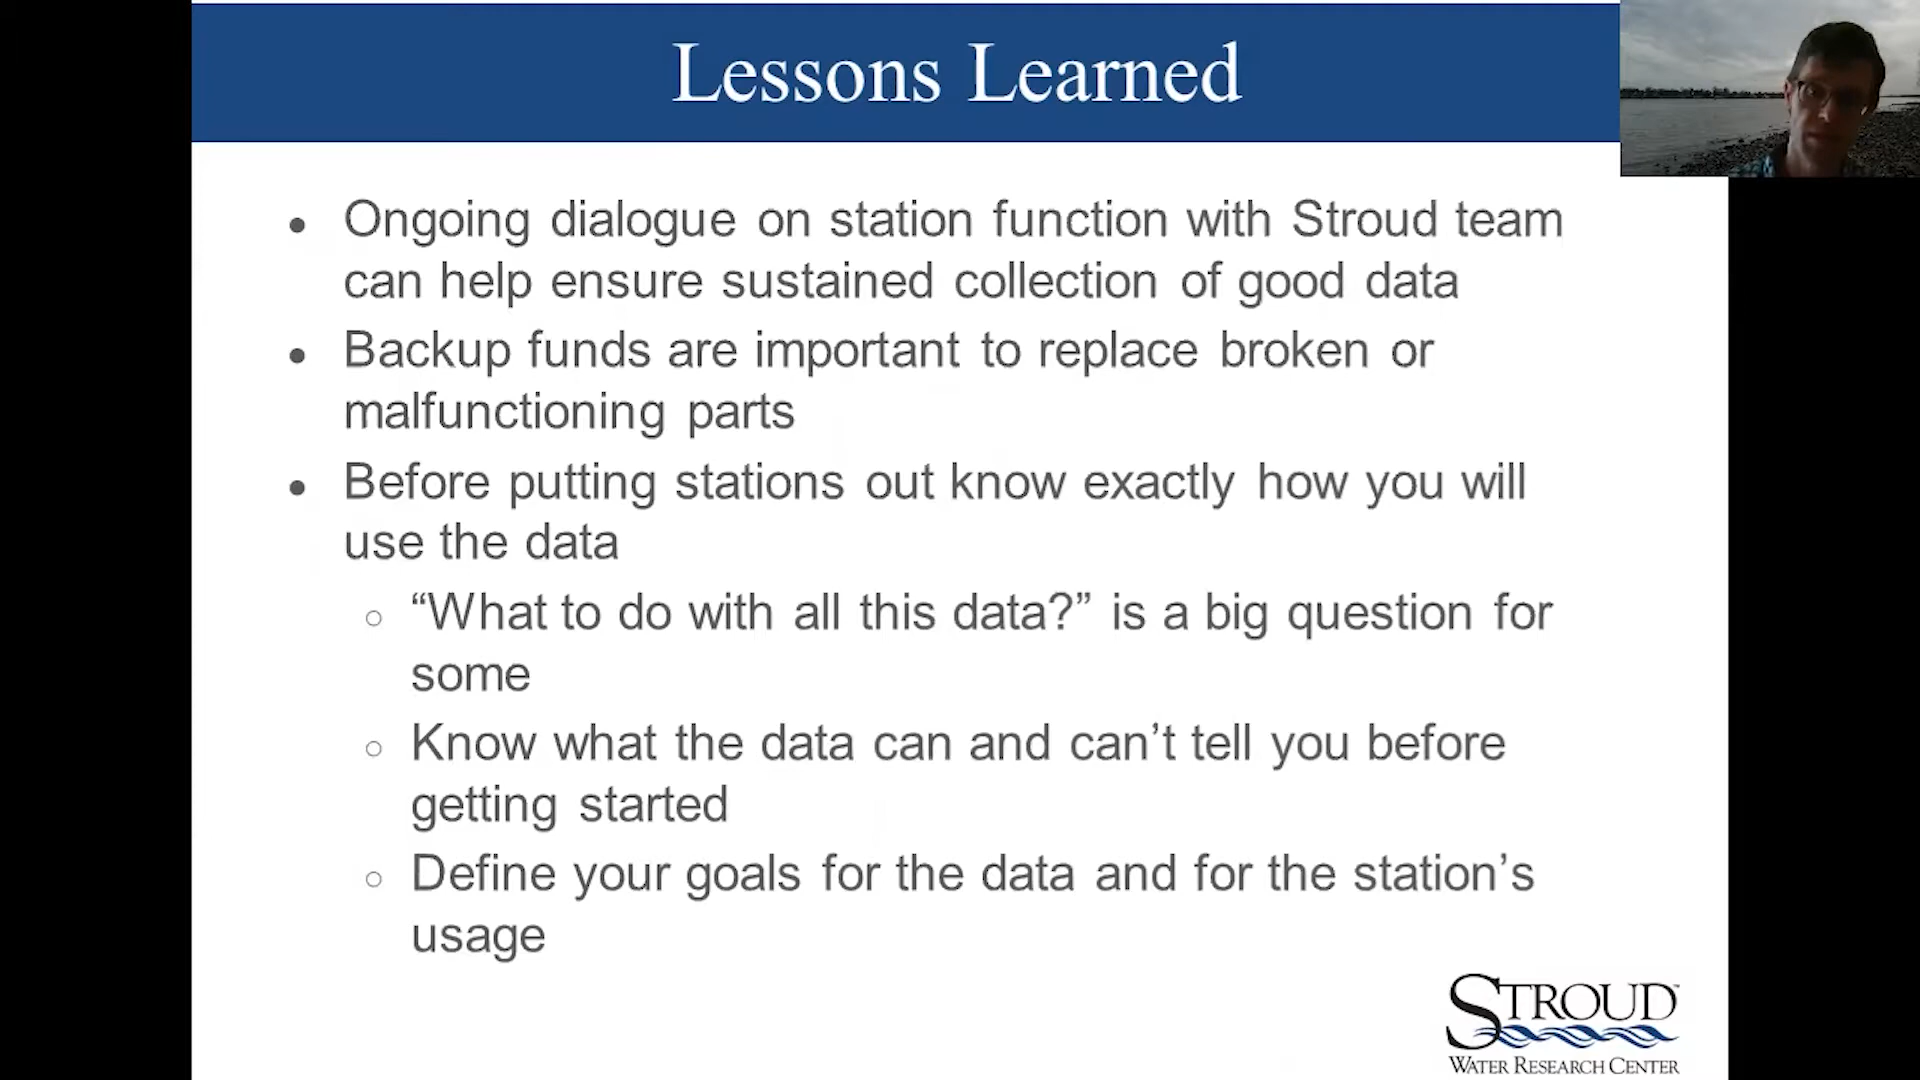 Lessons Learned
● Ongoing dialogue on station function with Stroud team
can help ensure sustained collection of good data
● Backup funds are important to replace broken or
malfunctioning parts
● Before putting stations out know exactly how you will
use the data
○ “What to do with all this data?” is a big question for
some
○ Know what the data can and can’t tell you before
getting started
○ Define your goals for the data and for the station’s
usage
STROUD™
WATER RESEARCH CENTER